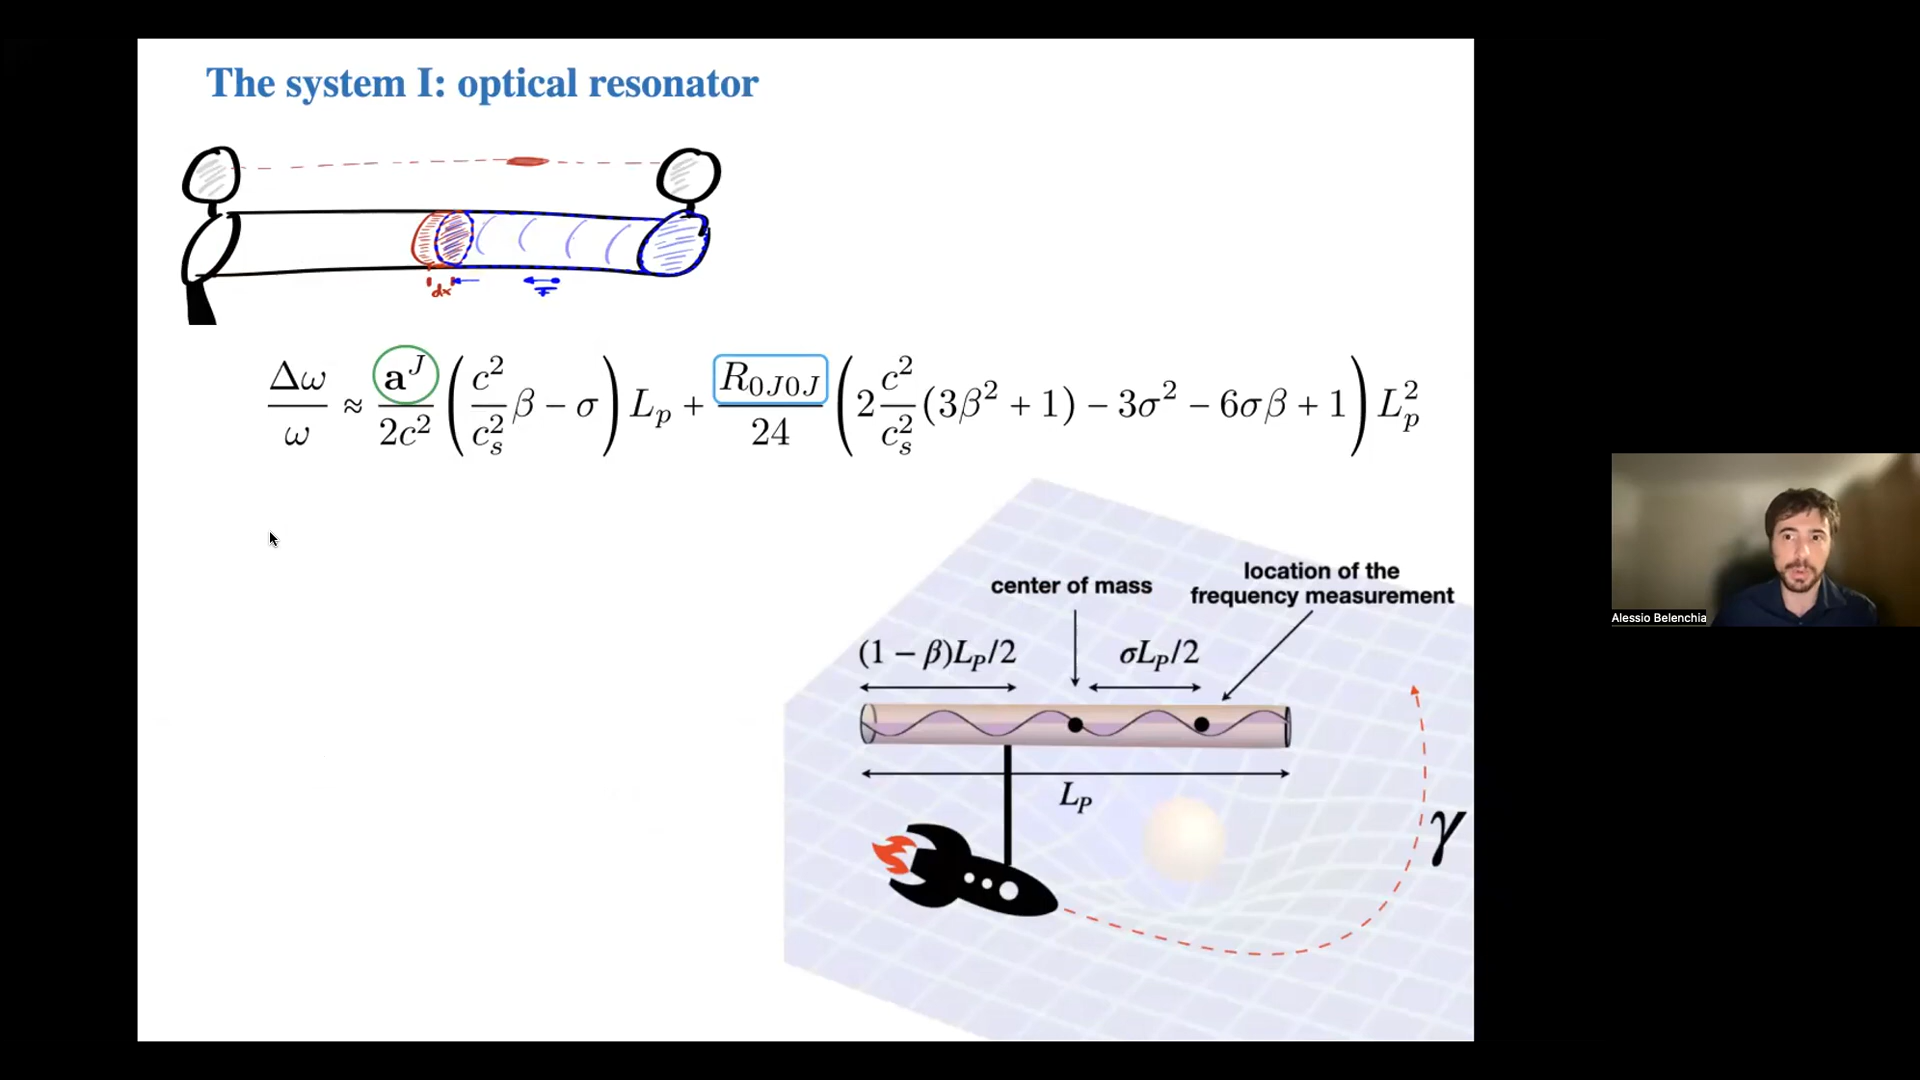 The system I: optical resonator
dx
F
Δω/ω ≈ a^J/2c² (c²/c_s² β − σ) L_p + R_{0J0J}/24 (2 c²/c_s² (3β² + 1) − 3σ² − 6σβ + 1) L_p²
center of mass
location of the
frequency measurement
(1 − β)L_P/2
σL_P/2
L_P
γ
Alessio Belenchia